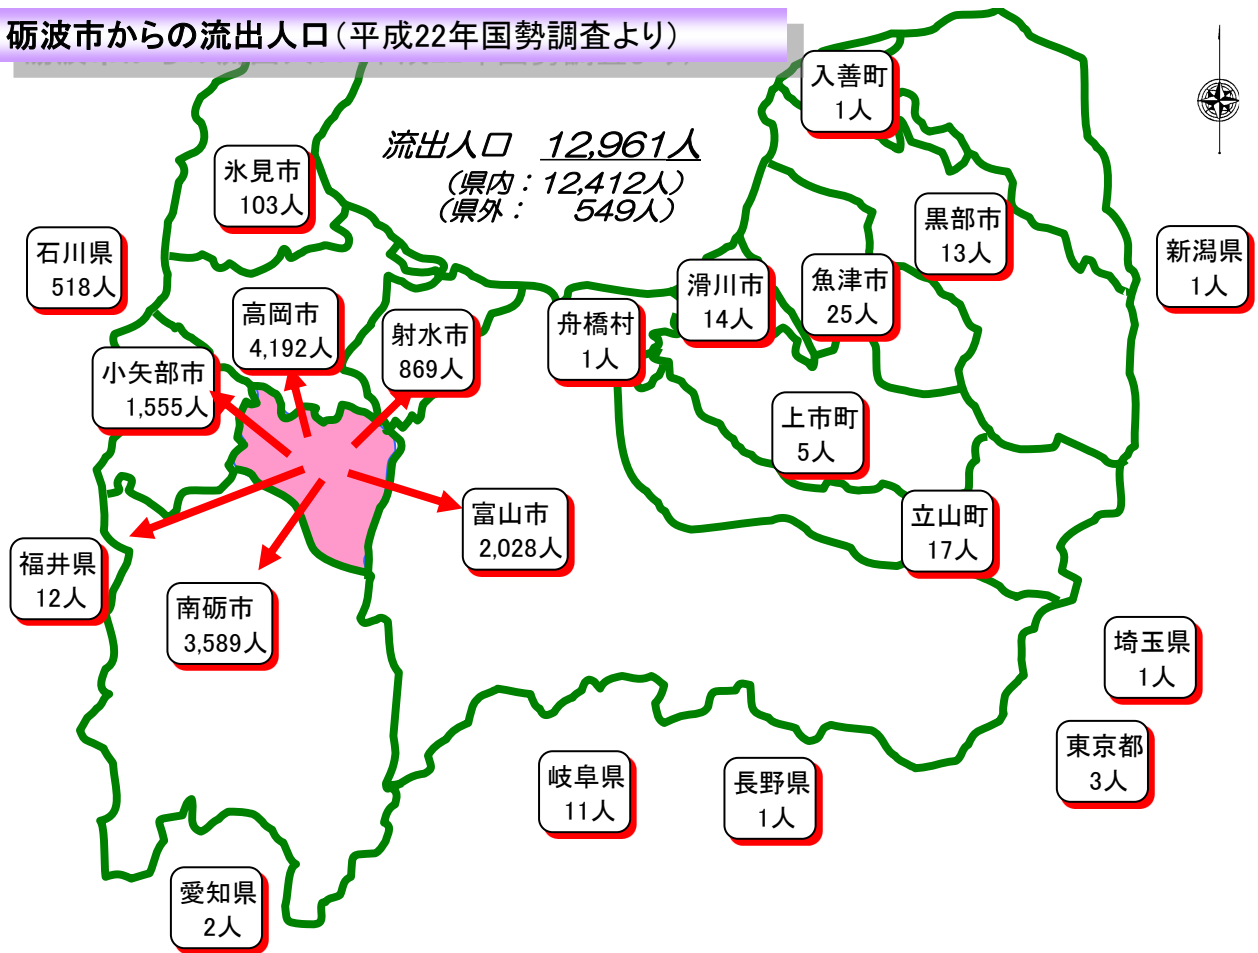 砺波市からの流出人口(平成22年国勢調査より)
流出人口 12,961人
(県内:12,412人)
(県外: 549人)
入善町
1人
氷見市
103人
黒部市
13人
石川県
518人
新潟県
1人
高岡市
4,192人
射水市
869人
舟橋村
1人
滑川市
14人
魚津市
25人
小矢部市
1,555人
上市町
5人
富山市
2,028人
立山町
17人
福井県
12人
南砺市
3,589人
埼玉県
1人
東京都
3人
岐阜県
11人
長野県
1人
愛知県
2人